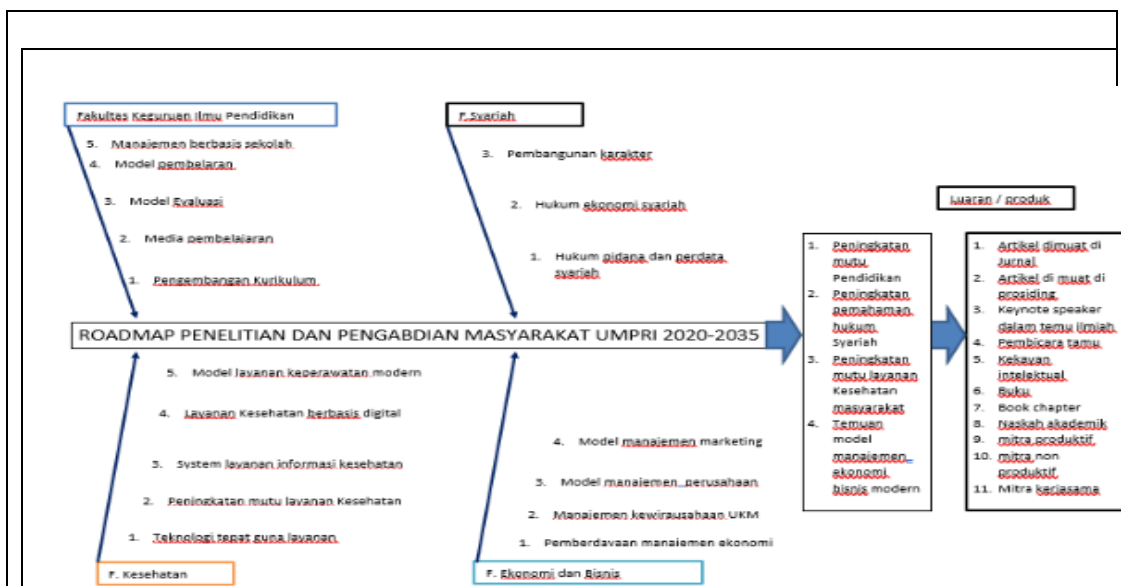 Fakultas Keguruan Ilmu Pendidikan
5. Manajemen berbasis sekolah
4. Model pembelaran
3. Model Evaluasi
2. Media pembelajaran
1. Pengembangan Kurikulum
F.Syariah
3. Pembangunan karakter
2. Hukum ekonomi syariah
1. Hukum pidana dan perdata
syariah
ROADMAP PENELITIAN DAN PENGABDIAN MASYARAKAT UMPRI 2020-2035
5. Model layanan keperawatan modern
4. Layanan Kesehatan berbasis digital
3. System layanan informasi kesehatan
2. Peningkatan mutu layanan Kesehatan
1. Teknologi tepat guna layanan
F. Kesehatan
4. Model manajemen marketing
3. Model manajemen perusahaan
2. Manajemen kewirausahaan UKM
1. Pemberdayaan manajemen ekonomi
F. Ekonomi dan Bisnis
1. Peningkatan
mutu
Pendidikan
2. Peningkatan
pemahaman
hukum
Syariah
3. Peningkatan
mutu layanan
Kesehatan
masyarakat
4. Temuan
model
manajemen
ekonomi
bisnis modern
Luaran / produk
1. Artikel dimuat di
Jurnal
2. Artikel di muat di
prosiding
3. Keynote speaker
dalam temu ilmiah
4. Pembicara tamu
5. Kekayan
intelektual
6. Buku
7. Book chapter
8. Naskah akademik
9. mitra produktif
10. mitra non
produktif
11. Mitra kerjasama